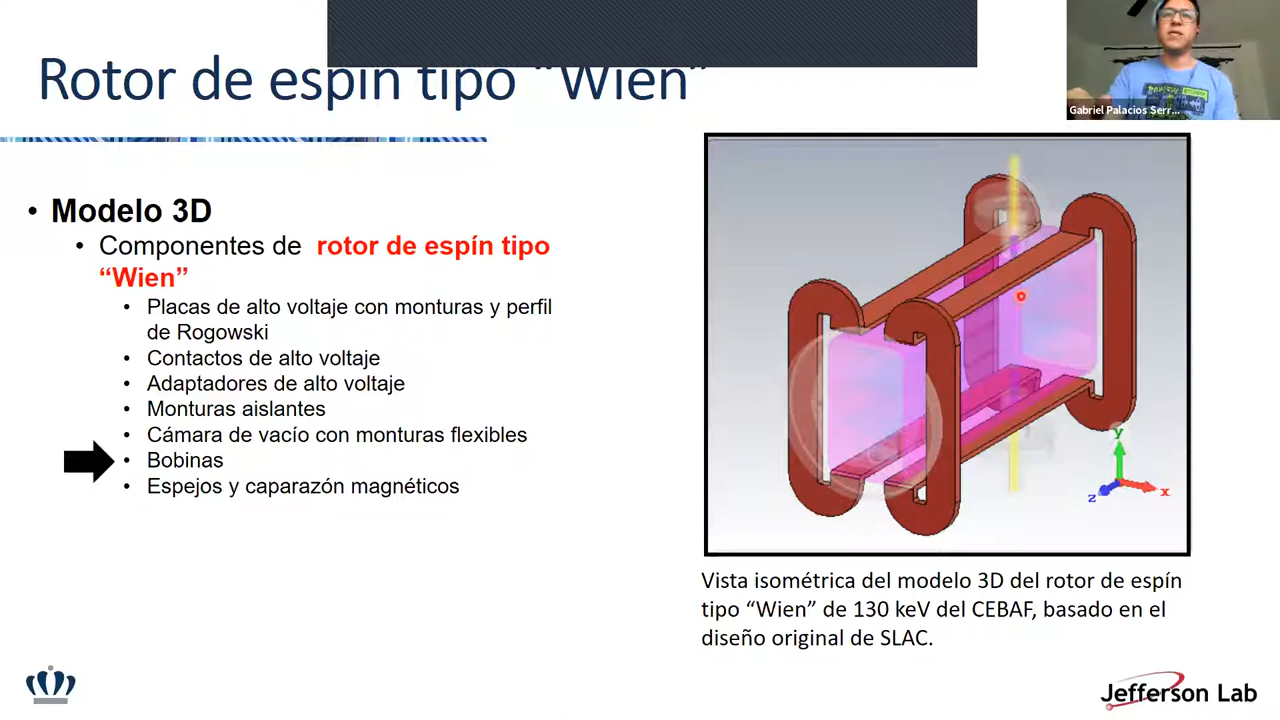 Rotor de espín tipo “Wien”
Gabriel Palacios Serr...
• Modelo 3D
• Componentes de rotor de espín tipo
“Wien”
• Placas de alto voltaje con monturas y perfil
de Rogowski
• Contactos de alto voltaje
• Adaptadores de alto voltaje
• Monturas aislantes
• Cámara de vacío con monturas flexibles
• Bobinas
• Espejos y caparazón magnéticos
y
z
x
Vista isométrica del modelo 3D del rotor de espín
tipo “Wien” de 130 keV del CEBAF, basado en el
diseño original de SLAC.
Jefferson Lab